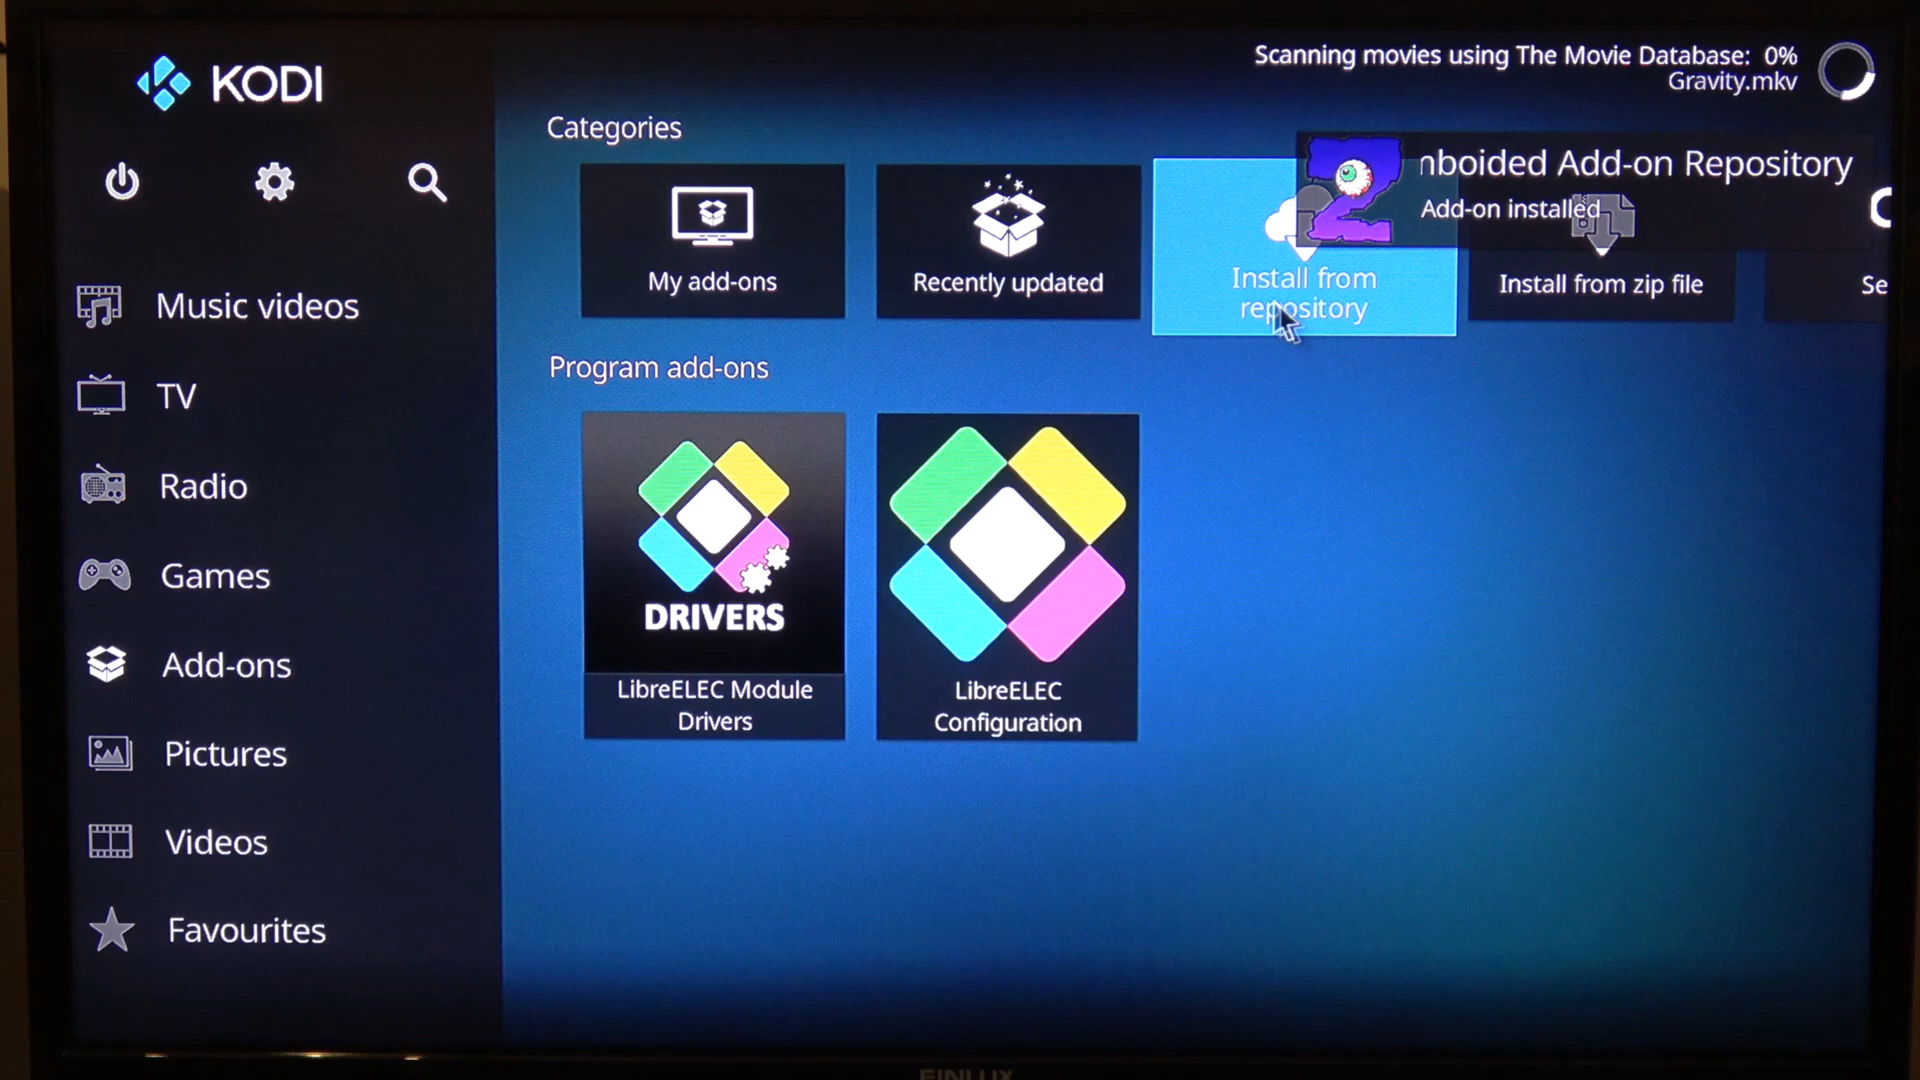 KODI
Scanning movies using The Movie Database: 0%
Gravity.mkv
Categories
nboided Add-on Repository
Add-on installed
My add-ons
Recently updated
Install from
repository
Install from zip file
Se
Program add-ons
Music videos
TV
Radio
Games
Add-ons
Pictures
Videos
Favourites
DRIVERS
LibreELEC Module
Drivers
LibreELEC
Configuration
FINLUX